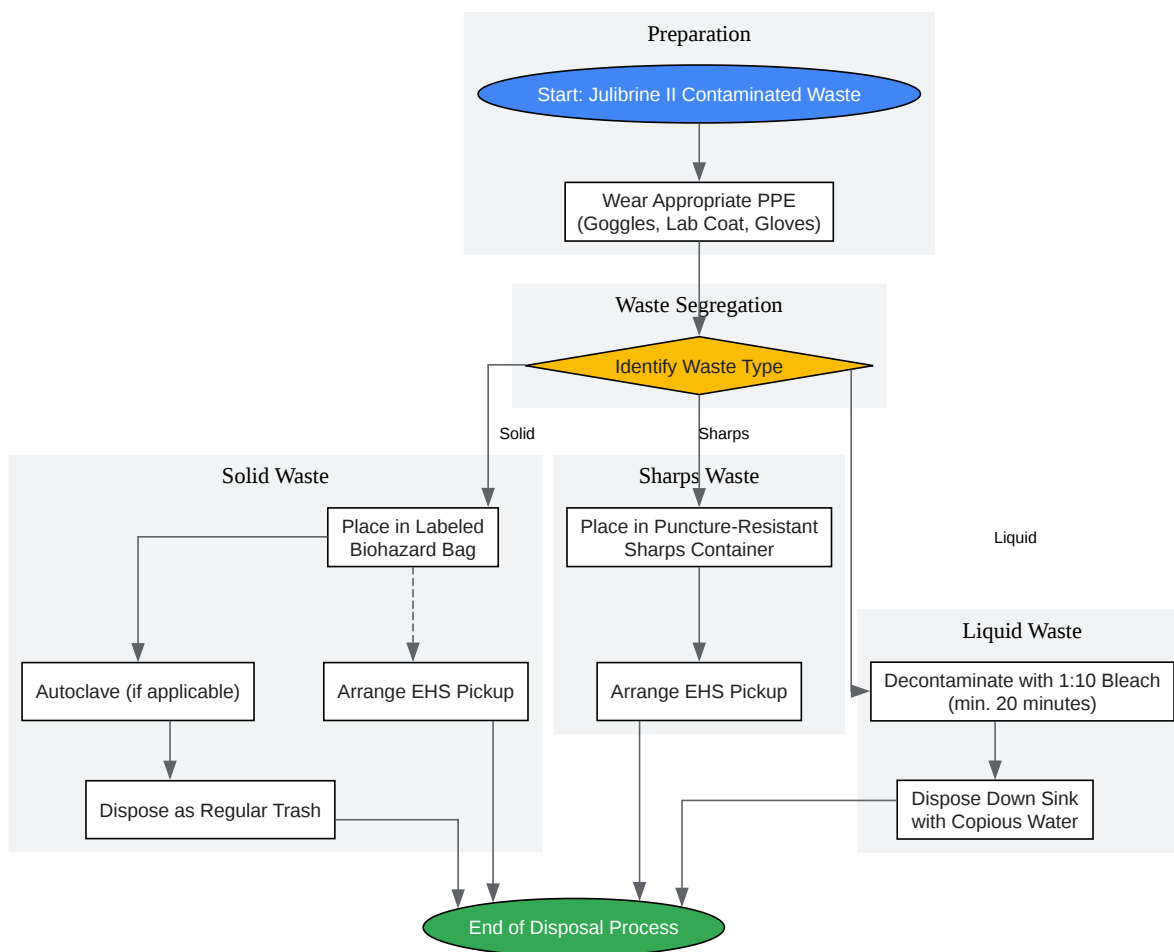 Preparation
Start: Julibrine II Contaminated Waste
Wear Appropriate PPE
(Goggles, Lab Coat, Gloves)
Waste Segregation
Identify Waste Type
Solid
Sharps
Liquid
Solid Waste
Place in Labeled
Biohazard Bag
Autoclave (if applicable)
Arrange EHS Pickup
Dispose as Regular Trash
Sharps Waste
Place in Puncture-Resistant
Sharps Container
Arrange EHS Pickup
Liquid Waste
Decontaminate with 1:10 Bleach
(min. 20 minutes)
Dispose Down Sink
with Copious Water
End of Disposal Process